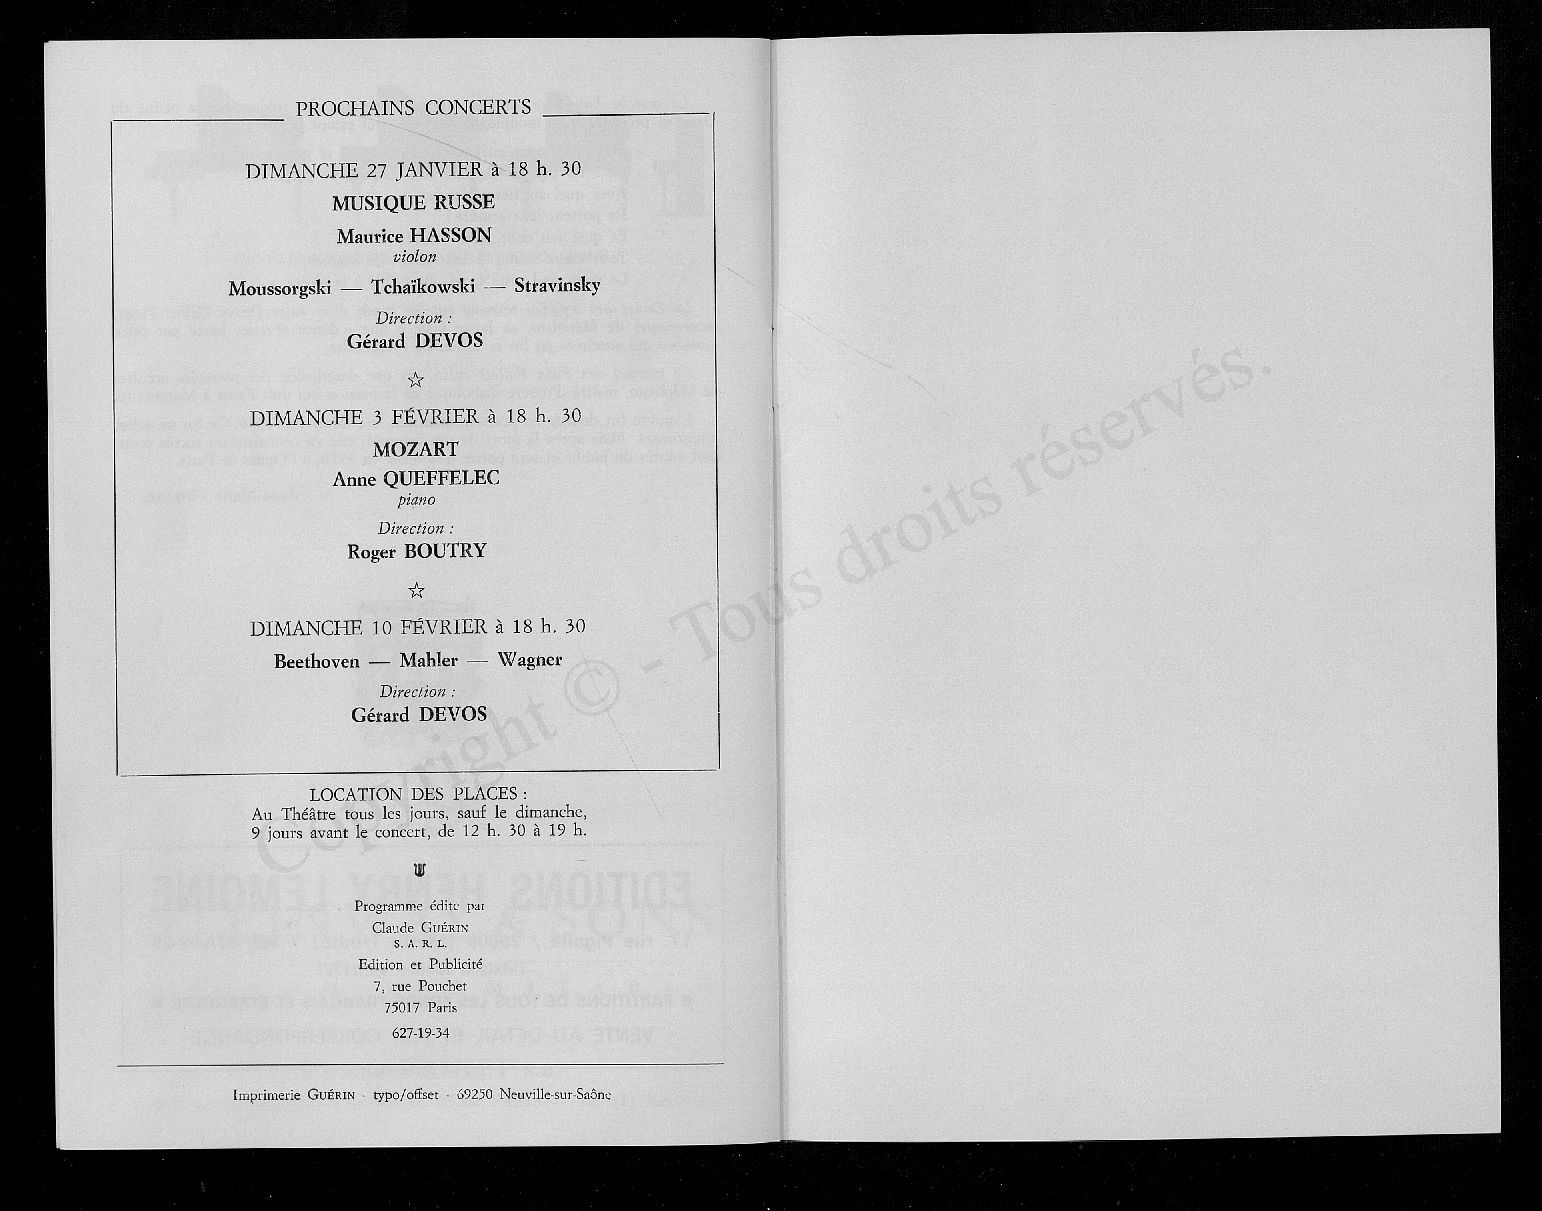 PROCHAINS CONCERTS
DIMANCHE 27 JANVIER à 18 h. 30
MUSIQUE RUSSE
Maurice HASSON
violon
Moussorgski — Tchaïkowski — Stravinsky
Direction :
Gérard DEVOS
☆
DIMANCHE 3 FÉVRIER à 18 h. 30
MOZART
Anne QUEFFELEC
piano
Direction :
Roger BOUTRY
☆
DIMANCHE 10 FÉVRIER à 18 h. 30
Beethoven — Mahler — Wagner
Direction :
Gérard DEVOS
LOCATION DES PLACES :
Au Théâtre tous les jours, sauf le dimanche,
9 jours avant le concert, de 12 h. 30 à 19 h.
Programme édité par
Claude GUÉRIN
S. A. R. L.
Edition et Publicité
7, rue Pouchet
75017 Paris
627-19-34
Imprimerie GUÉRIN - typo/offset - 69250 Neuville-sur-Saône
Copyright © - Tous droits réservés.